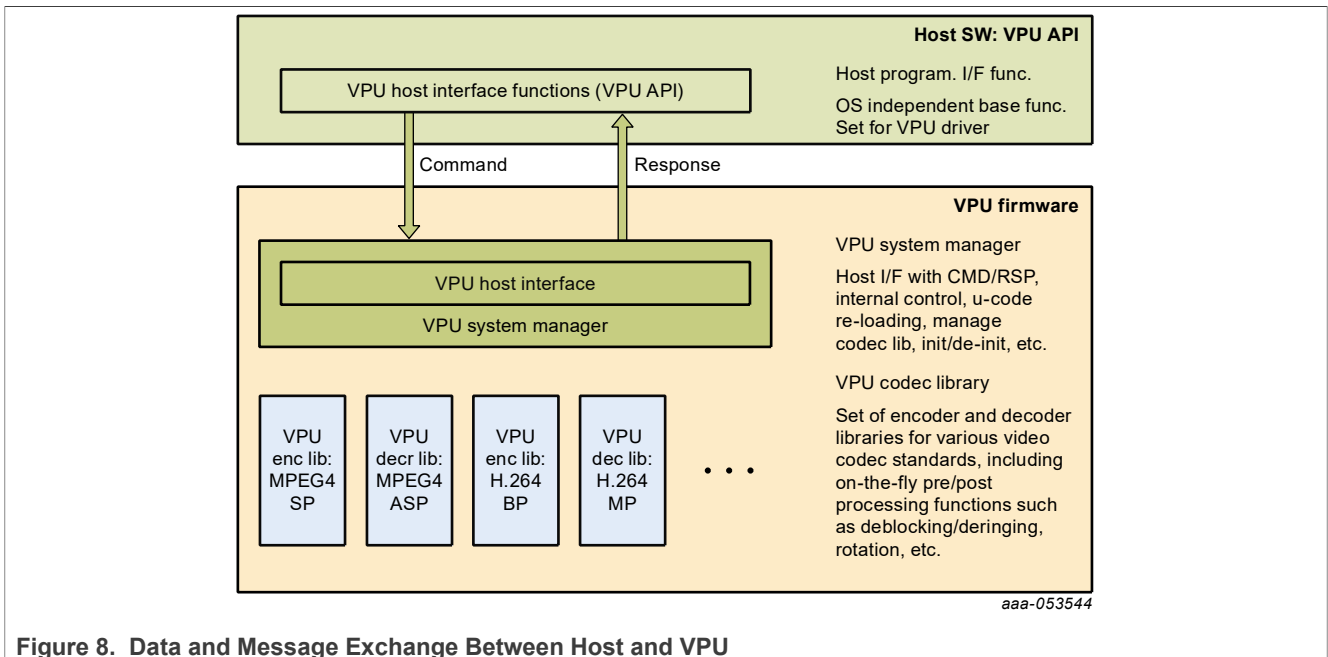 Host SW: VPU API
VPU host interface functions (VPU API)
Host program. I/F func.
OS independent base func.
Set for VPU driver
Command
Response
VPU firmware
VPU host interface
VPU system manager
VPU system manager
Host I/F with CMD/RSP,
internal control, u-code
re-loading, manage
codec lib, init/de-init, etc.
VPU
enc lib:
MPEG4
SP
VPU
decr lib:
MPEG4
ASP
VPU
enc lib:
H.264
BP
VPU
dec lib:
H.264
MP
• • •
VPU codec library
Set of encoder and decoder
libraries for various video
codec standards, including
on-the-fly pre/post
processing functions such
as deblocking/deringing,
rotation, etc.
aaa-053544
Figure 8. Data and Message Exchange Between Host and VPU